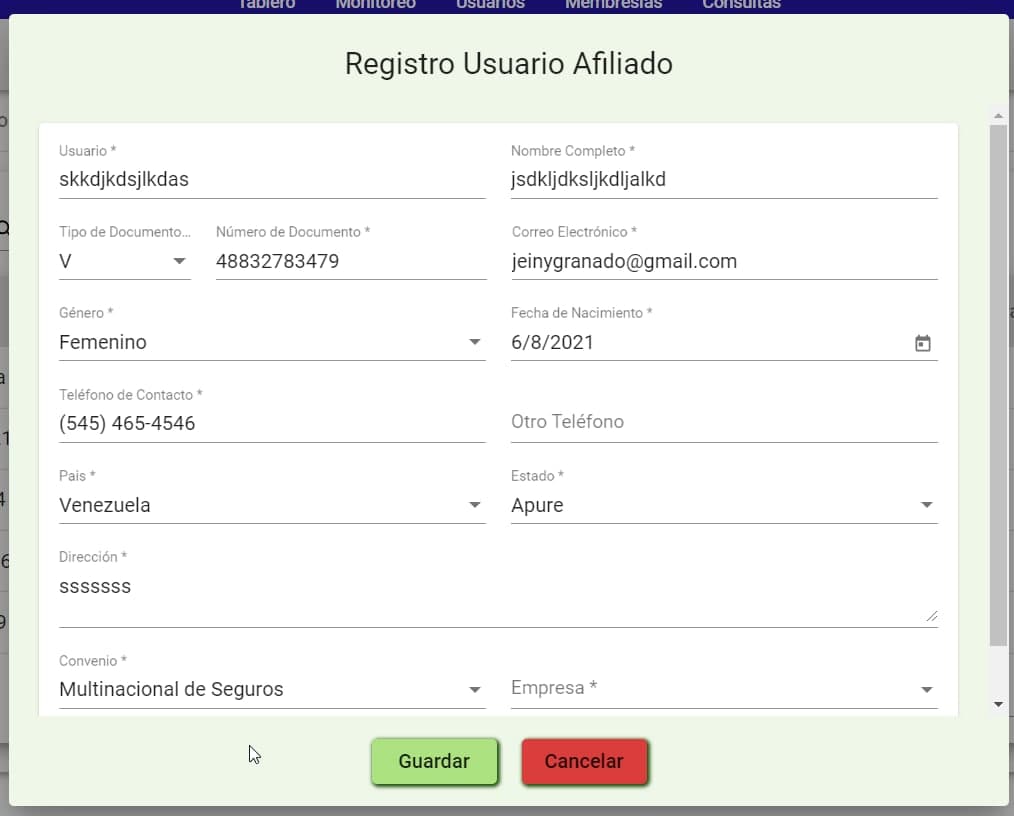 Tablero Monitoreo Usuarios Membresías Consultas
Registro Usuario Afiliado
Usuario * Nombre Completo *
skkdjkdsjlkdas jsdkljdksljkdljalkd
Tipo de Documento... Número de Documento * Correo Electrónico *
V 48832783479 jeinygranado@gmail.com
Género * Fecha de Nacimiento *
Femenino 6/8/2021
Teléfono de Contacto *
(545) 465-4546 Otro Teléfono
Pais * Estado *
Venezuela Apure
Dirección *
sssssss
Convenio *
Multinacional de Seguros Empresa *
Guardar Cancelar